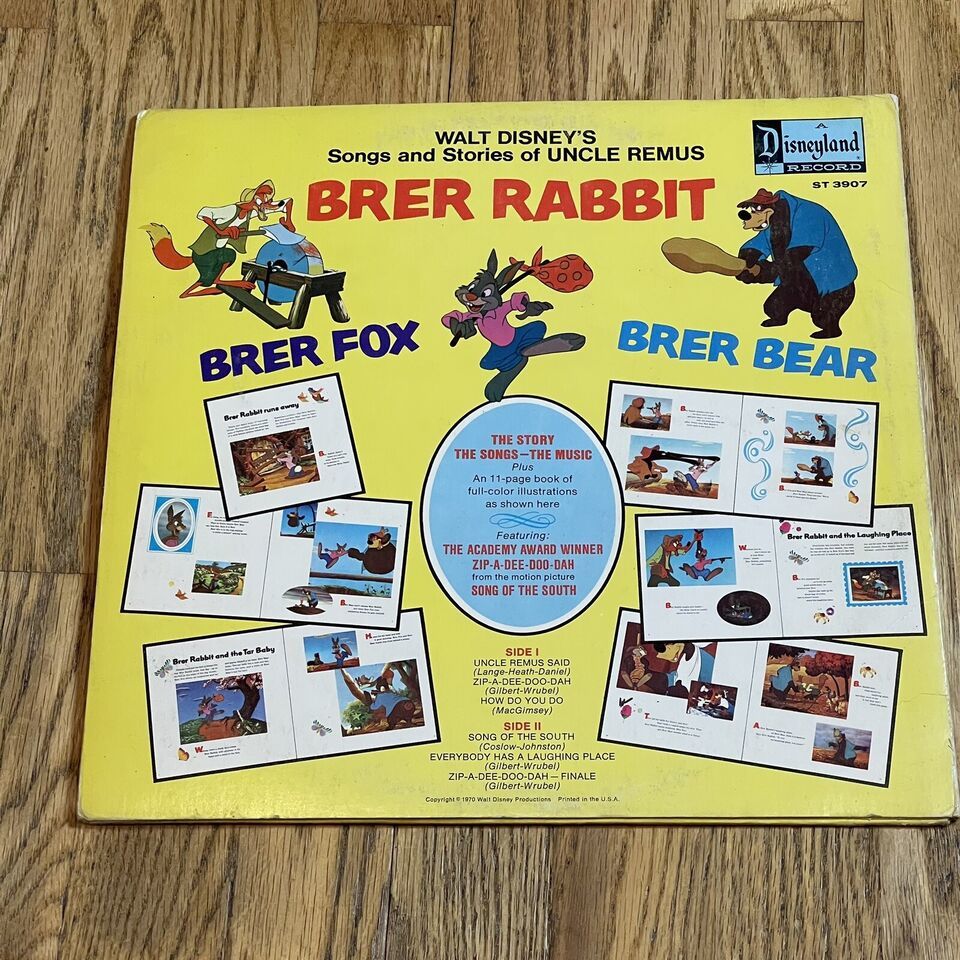 WALT DISNEY'S
Songs and Stories of UNCLE REMUS
A
Disneyland
RECORD
ST 3907
BRER RABBIT
BRER FOX
BRER BEAR
Brer Rabbit runs away
THE STORY
THE SONGS—THE MUSIC
Plus
An 11-page book of
full-color illustrations
as shown here
Featuring:
THE ACADEMY AWARD WINNER
ZIP-A-DEE-DOO-DAH
from the motion picture
SONG OF THE SOUTH
Brer Rabbit and the Laughing Place
Brer Rabbit and the Tar Baby
SIDE I
UNCLE REMUS SAID
(Lange-Heath-Daniel)
ZIP-A-DEE-DOO-DAH
(Gilbert-Wrubel)
HOW DO YOU DO
(MacGimsey)
SIDE II
SONG OF THE SOUTH
(Coslow-Johnston)
EVERYBODY HAS A LAUGHING PLACE
(Gilbert-Wrubel)
ZIP-A-DEE-DOO-DAH — FINALE
(Gilbert-Wrubel)
Copyright © 1970 Walt Disney Productions Printed in the U.S.A.